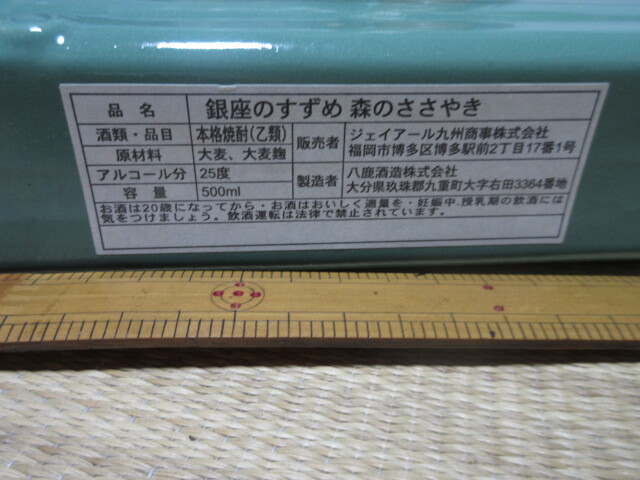 品名 銀座のすずめ 森のささやき
酒類・品目 本格焼酎(乙類)
原材料 大麦、大麦麹
アルコール分 25度
容量 500ml
販売者 ジェイアール九州商事株式会社
福岡市博多区博多駅前2丁目17番1号
製造者 八鹿酒造株式会社
大分県玖珠郡九重町大字右田3364番地
お酒は20歳になってから・お酒はおいしく適量を・妊娠中.授乳期の飲酒には
気をつけましょう。飲酒運転は法律で禁止されています。